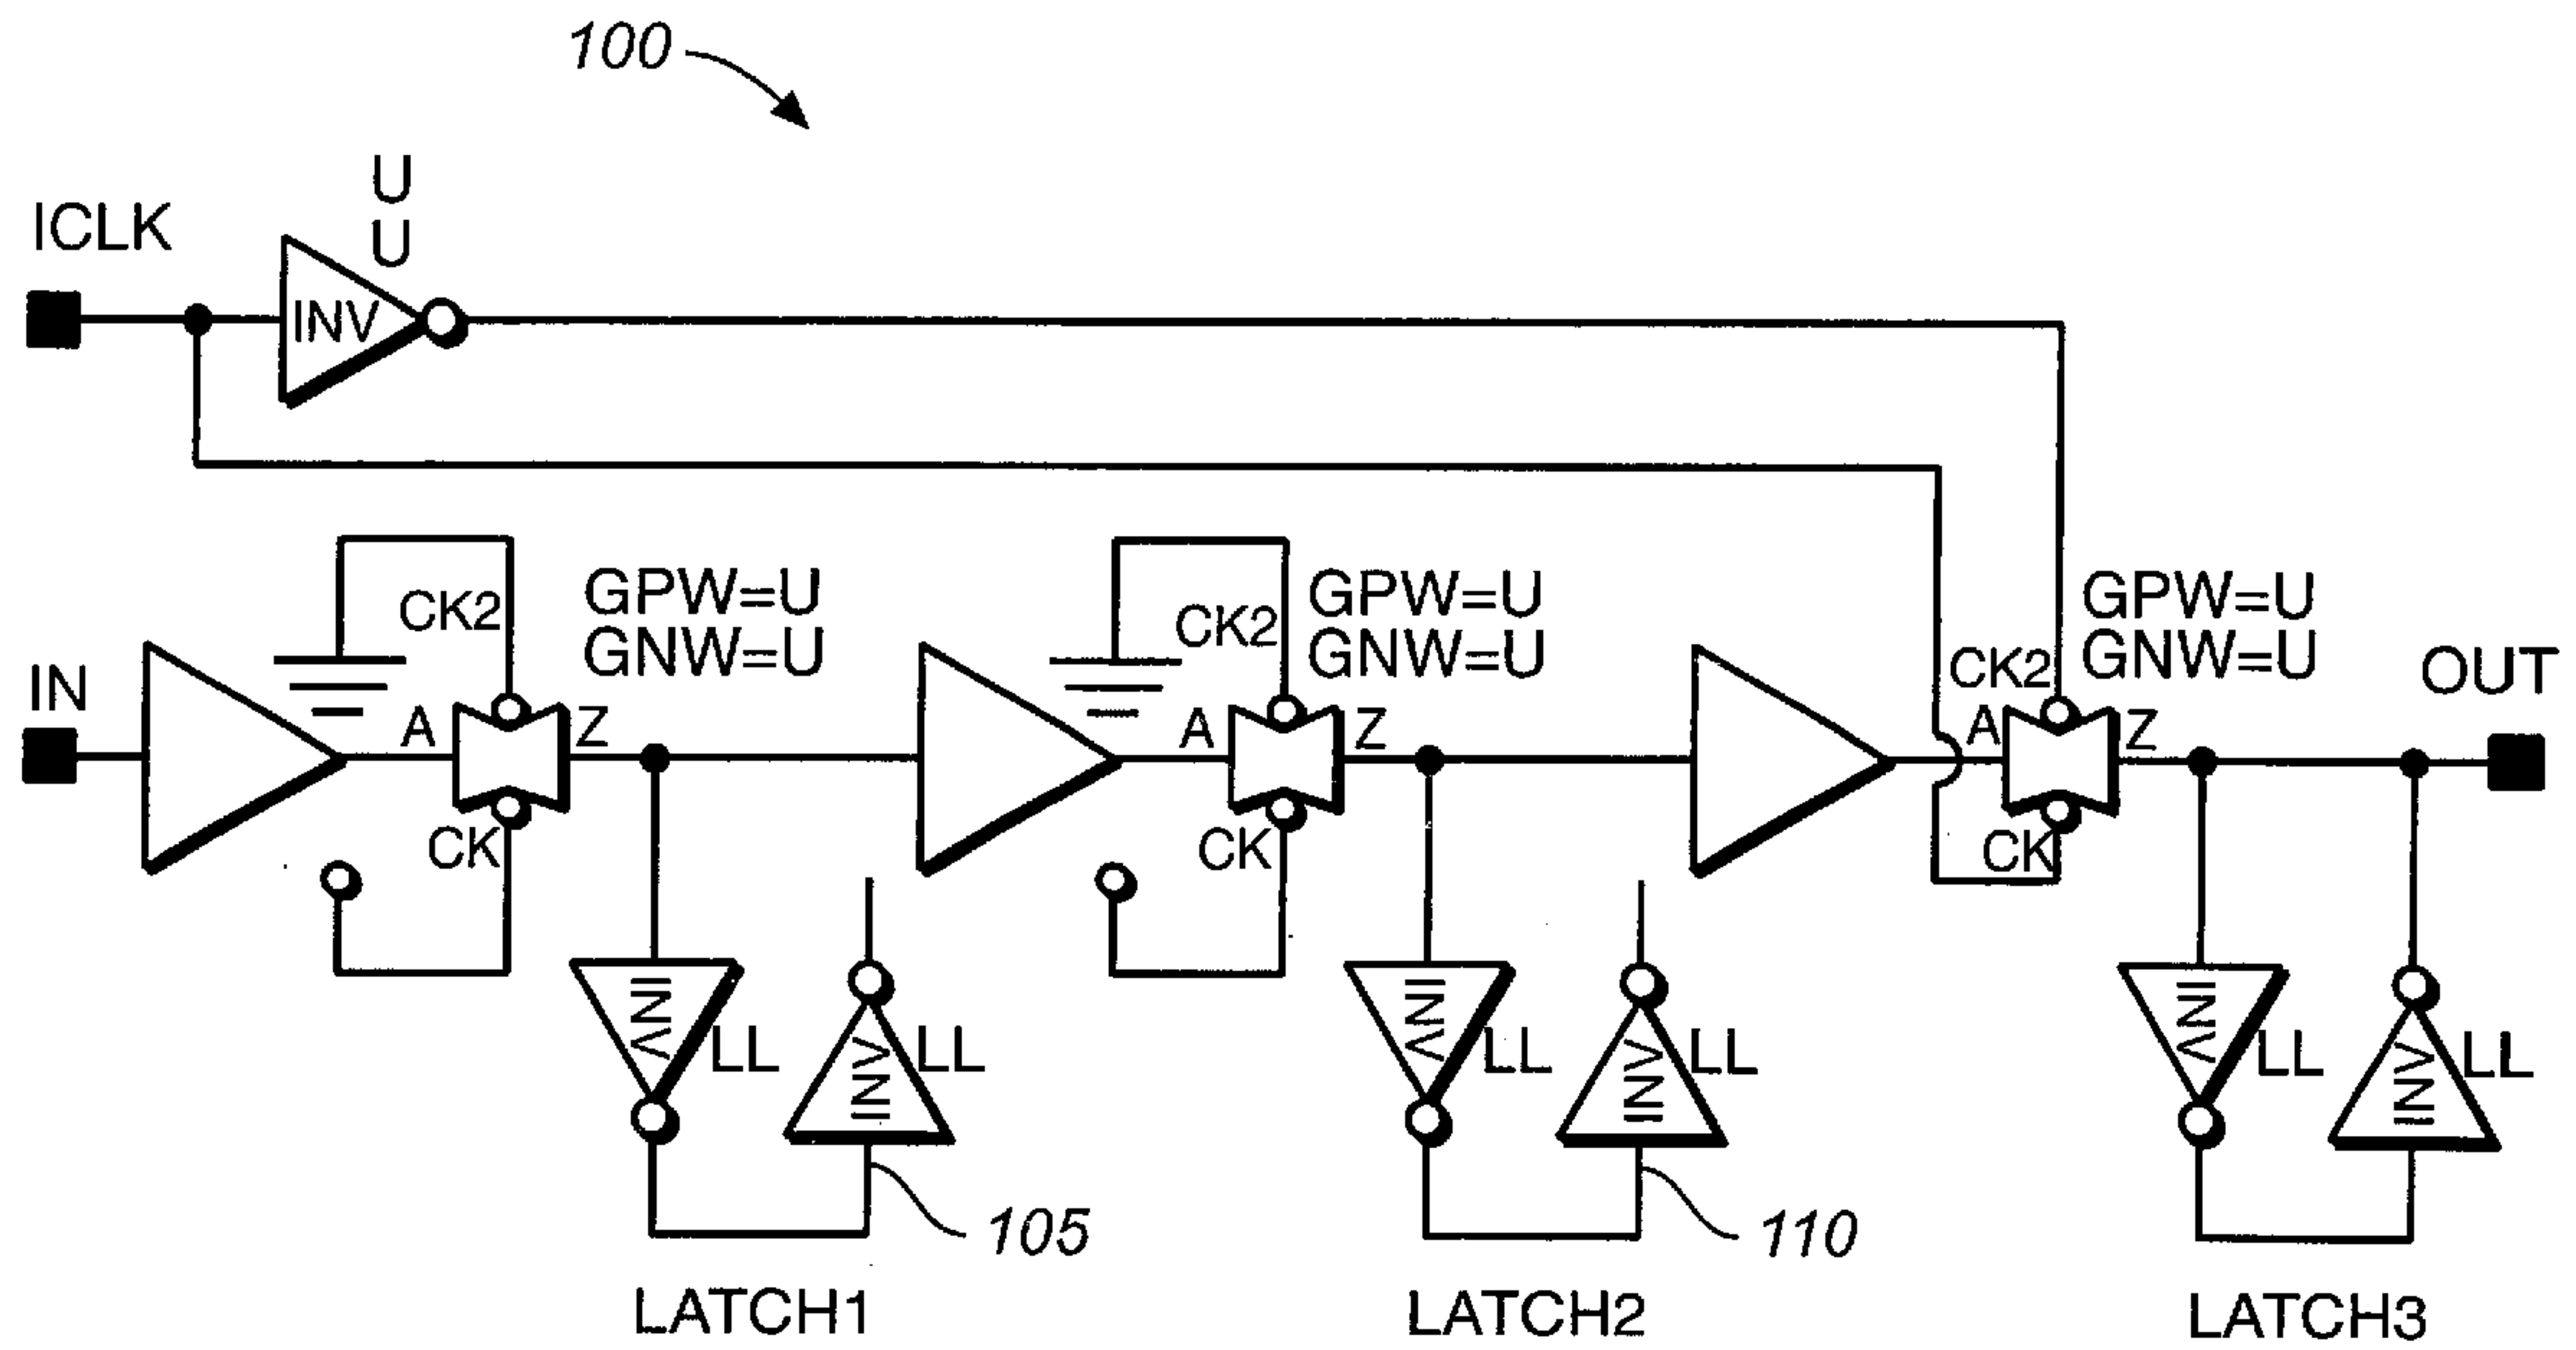 100
U
U
ICLK
INV
CK2
GPW=U
GNW=U
CK2
GPW=U
GNW=U
CK2
GPW=U
GNW=U
IN
A
Z
A
Z
A
Z
OUT
CK
CK
CK
INV
LL
INV
LL
INV
LL
INV
LL
INV
LL
INV
LL
105
110
LATCH1
LATCH2
LATCH3